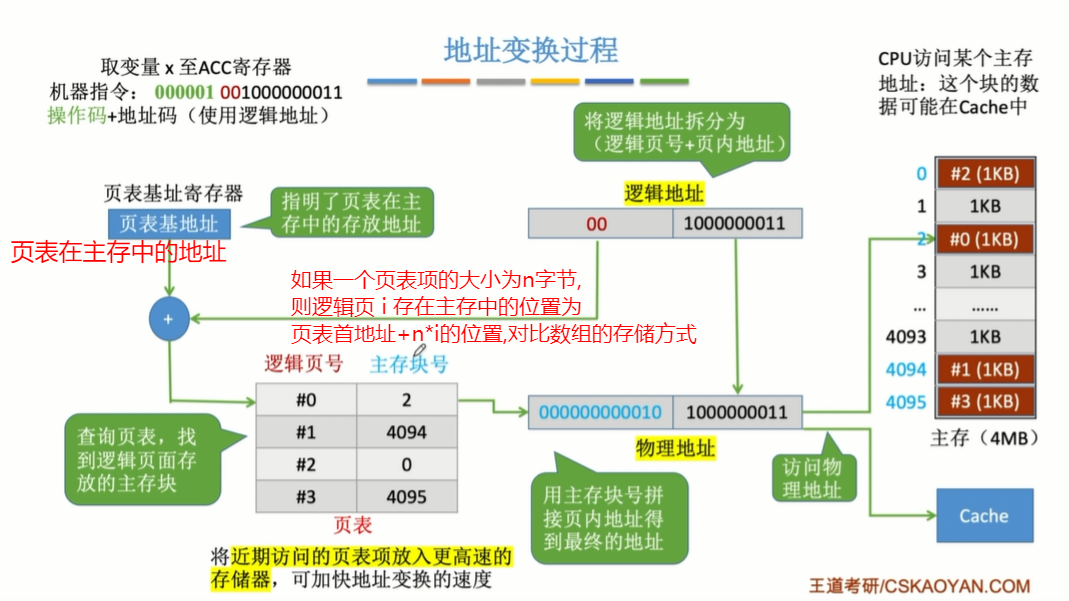 地址变换过程
取变量 x 至ACC寄存器
机器指令： 000001 001000000011
操作码+地址码（使用逻辑地址）
CPU访问某个主存
地址：这个块的数
据可能在Cache中
将逻辑地址拆分为
（逻辑页号+页内地址）
页表基址寄存器
页表基地址
指明了页表在主
存中的存放地址
页表在主存中的地址
逻辑地址
00 1000000011
如果一个页表项的大小为n字节,
则逻辑页 i 存在主存中的位置为
页表首地址+n*i的位置,对比数组的存储方式
+
逻辑页号 主存块号
#0 2
#1 4094
#2 0
#3 4095
页表
查询页表，找
到逻辑页面存
放的主存块
000000000010 1000000011
物理地址
用主存块号拼
接页内地址得
到最终的地址
访问物
理地址
0 #2 (1KB)
1 1KB
2 #0 (1KB)
3 1KB
... ......
4093 1KB
4094 #1 (1KB)
4095 #3 (1KB)
主存（4MB）
Cache
将近期访问的页表项放入更高速的
存储器，可加快地址变换的速度
王道考研/CSKAOYAN.COM